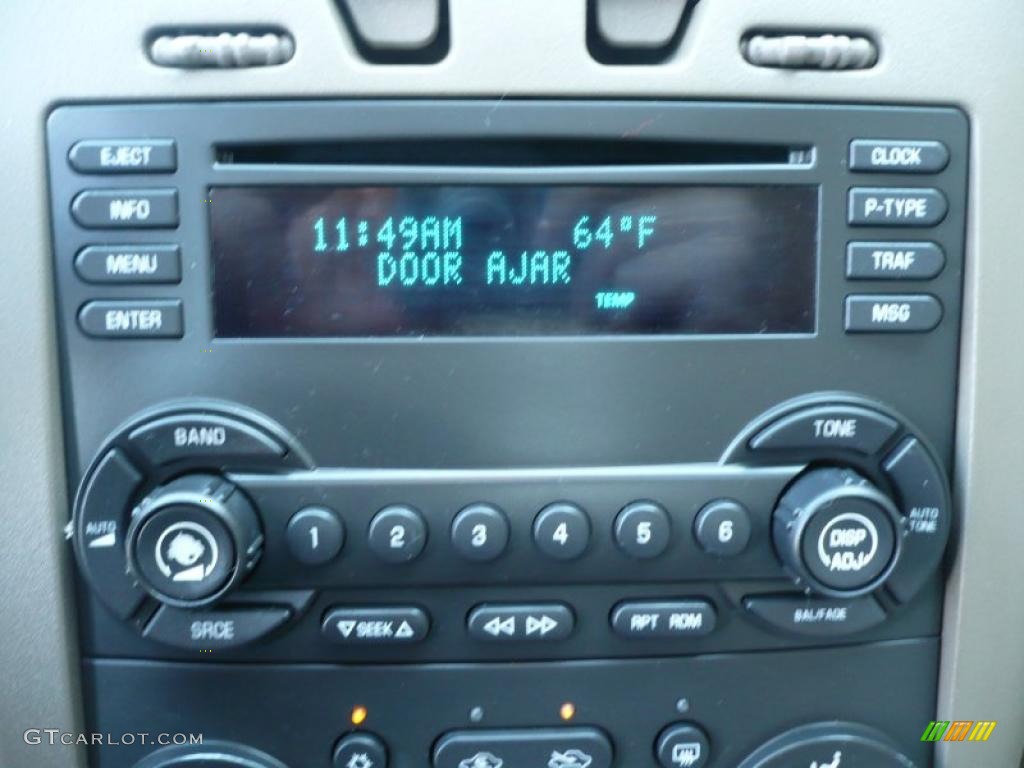 EJECT
CLOCK
INFO
P-TYPE
MENU
TRAF
ENTER
MSG
11:49AM 64°F
DOOR AJAR
TEMP
BAND
TONE
AUTO
1 2 3 4 5 6
DISP
ADJ
AUTO
TONE
SRCE
SEEK
RPT RDM
BAL/FADE
GTCARLOT.COM